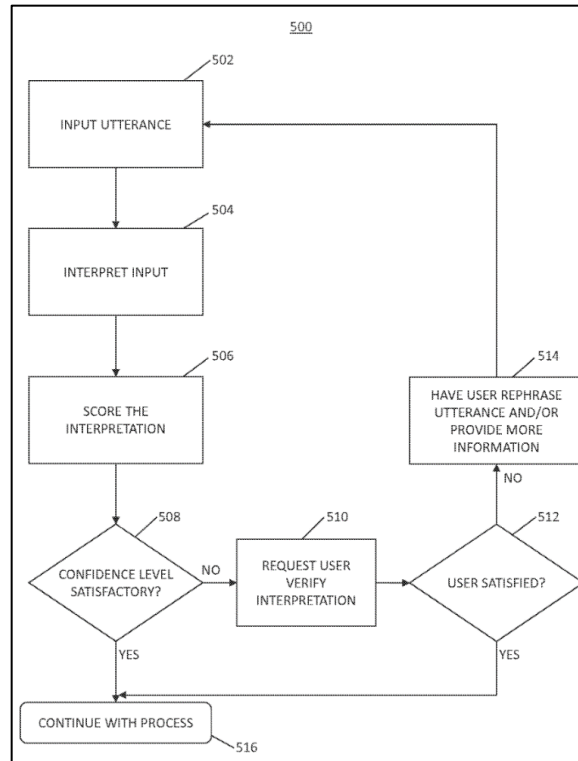 500
502
INPUT UTTERANCE
504
INTERPRET INPUT
506
514
SCORE THE
INTERPRETATION
HAVE USER REPHRASE
UTTERANCE AND/OR
PROVIDE MORE
INFORMATION
NO
508
510
512
CONFIDENCE LEVEL
SATISFACTORY?
NO
REQUEST USER
VERIFY
INTERPRETATION
USER SATISFIED?
YES
YES
CONTINUE WITH PROCESS
516